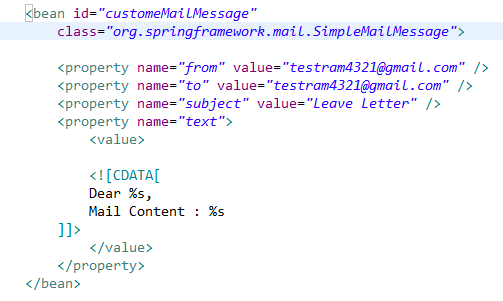 <bean id="customeMailMessage"
class="org.springframework.mail.SimpleMailMessage">
<property name="from" value="testram4321@gmail.com" />
<property name="to" value="testram4321@gmail.com" />
<property name="subject" value="Leave Letter" />
<property name="text">
<value>
<![CDATA[
Dear %s,
Mail Content : %s
]]>
</value>
</property>
</bean>